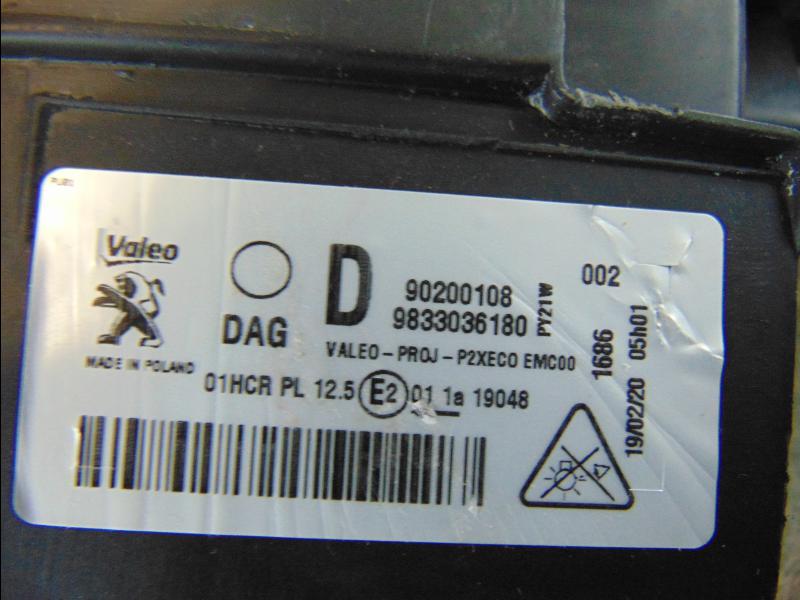 PUB1
Valeo
MADE IN POLAND
DAG
D
90200108
9833036180
PY21W
VALEO-PROJ-P2XECO EMC00
01HCR PL 12.5 E2 01 1a 19048
002
1686
19/02/20 05h01